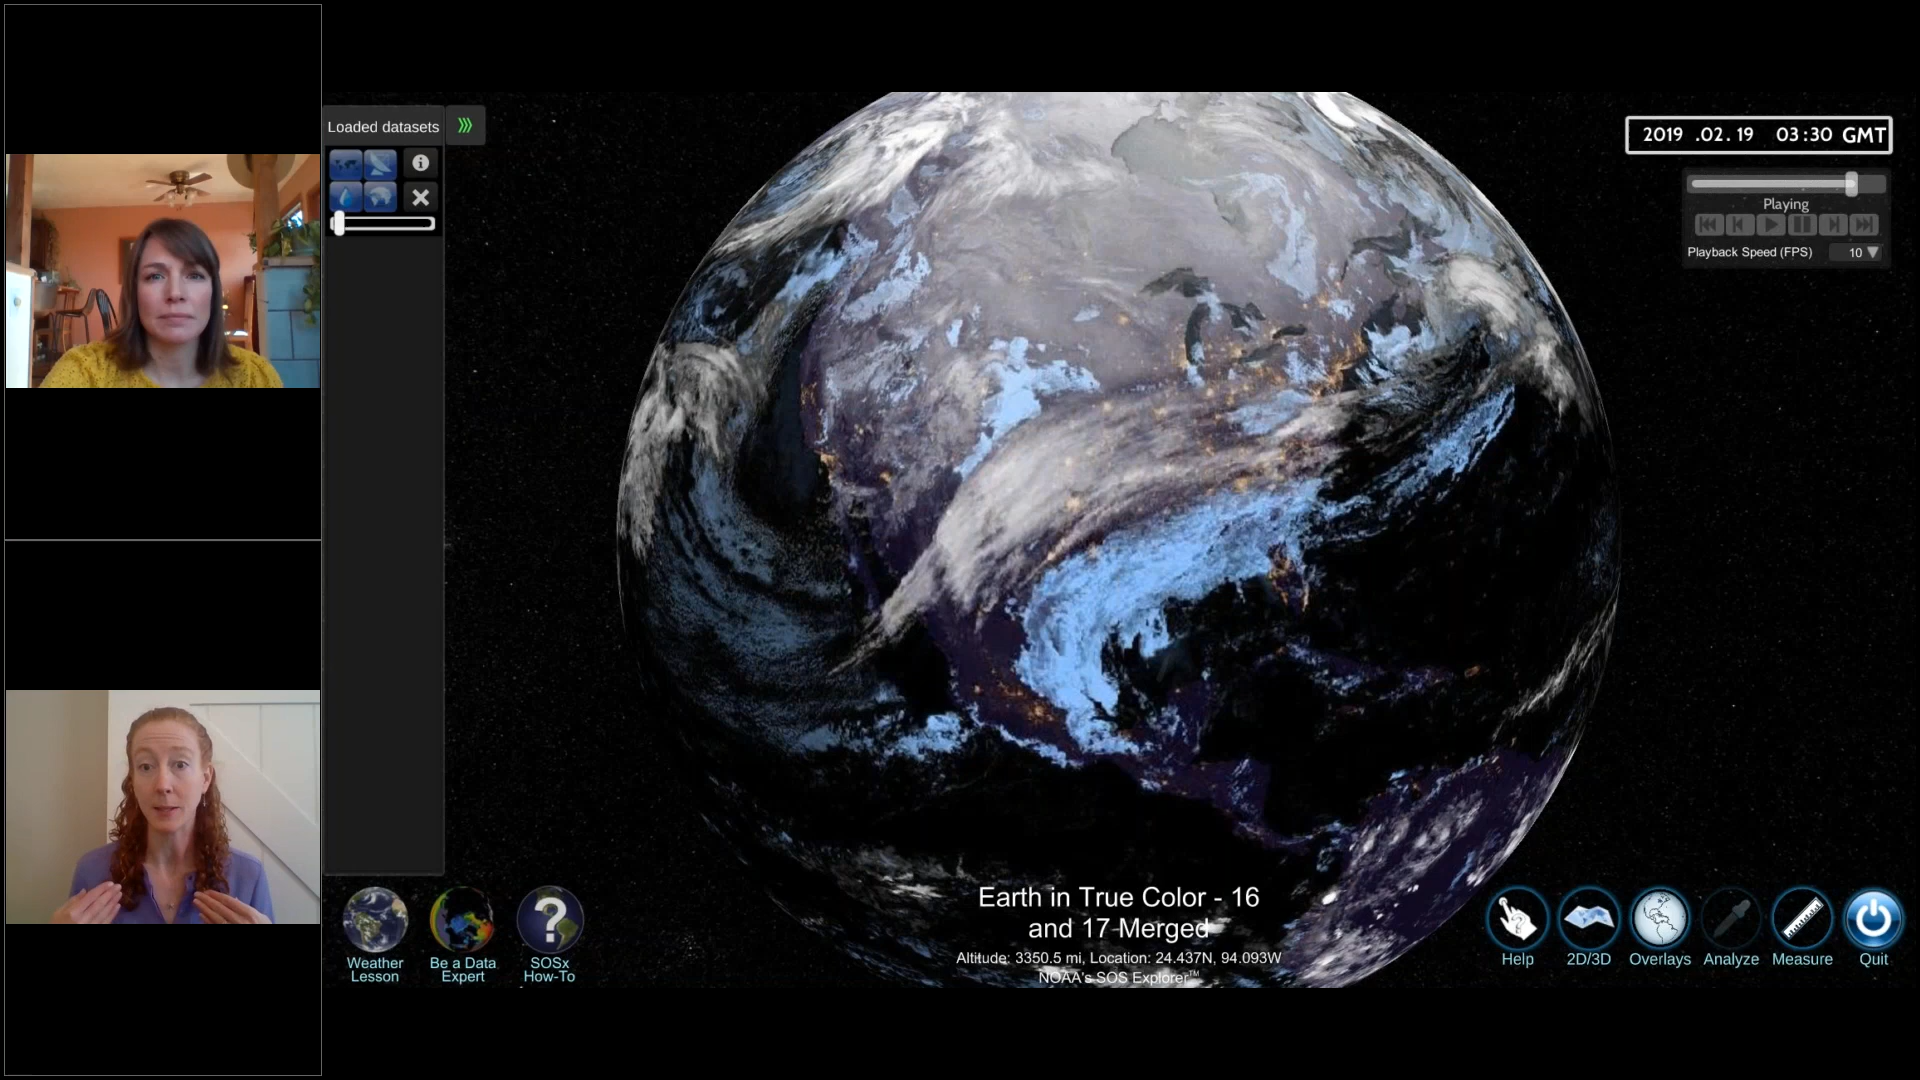 Loaded datasets
2019 .02.19 03:30 GMT
Playing
Playback Speed (FPS) 10
Earth in True Color - 16
and 17 Merged
Altitude: 3350.5 mi, Location: 24.437N, 94.093W
NOAA's SOS Explorer™
Weather
Lesson
Be a Data
Expert
SOSx
How-To
Help
2D/3D
Overlays
Analyze
Measure
Quit